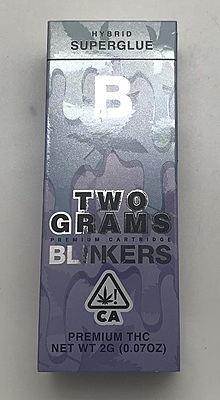 HYBRID
SUPERGLUE
B
TWO
GRAMS
PREMIUM CARTRIDGE
BLINKERS
!
CA
PREMIUM THC
NET WT 2G (0.07OZ)